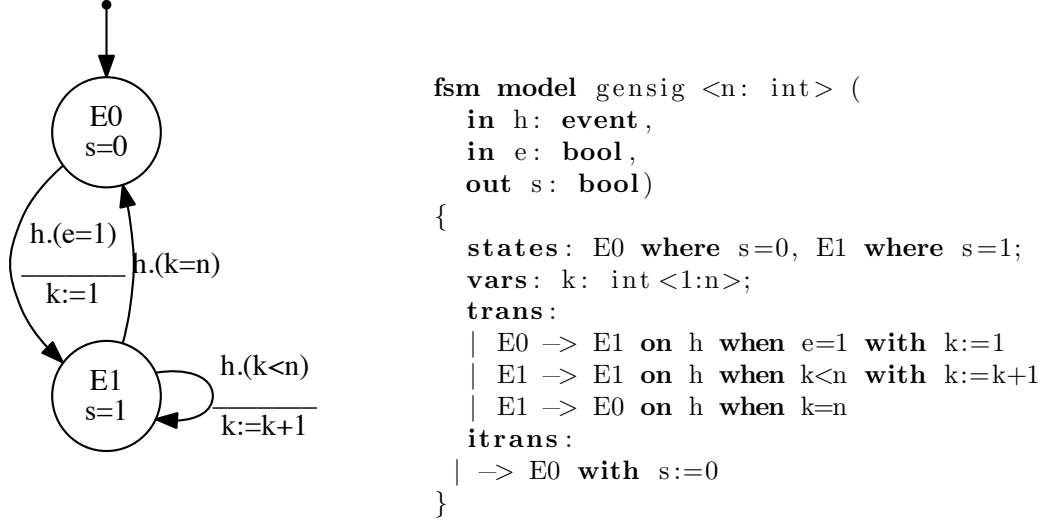 E0
s=0
h.(e=1)
k:=1
h.(k=n)
E1
s=1
h.(k<n)
k:=k+1
fsm model gensig <n: int> (
in h: event,
in e: bool,
out s: bool)
{
states: E0 where s=0, E1 where s=1;
vars: k: int<1:n>;
trans:
| E0 -> E1 on h when e=1 with k:=1
| E1 -> E1 on h when k<n with k:=k+1
| E1 -> E0 on h when k=n
itrans:
| -> E0 with s:=0
}